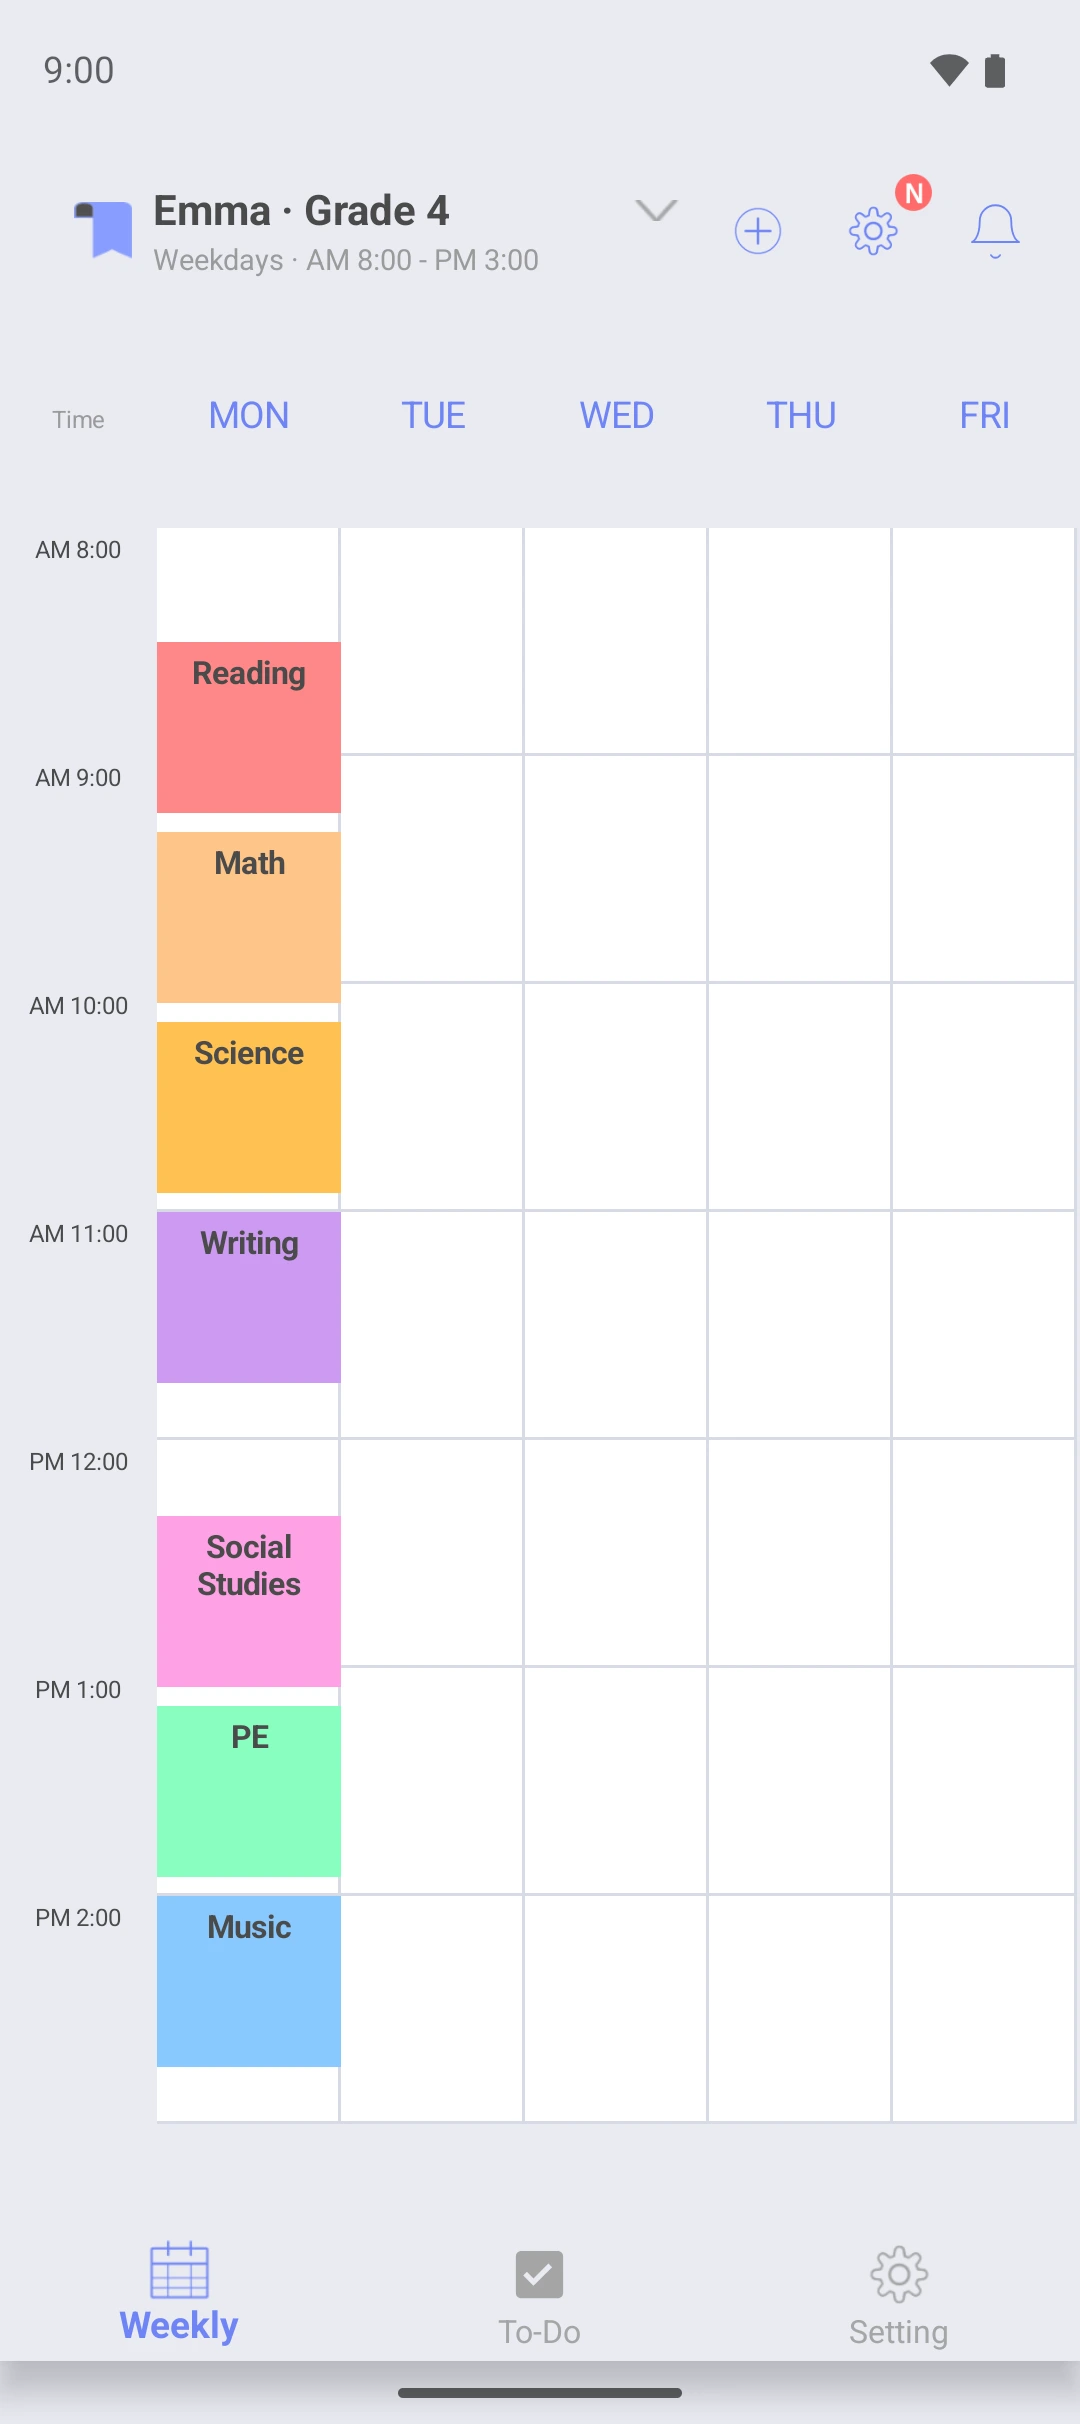 9:00
Emma · Grade 4
N
Weekdays · AM 8:00 - PM 3:00
Time MON TUE WED THU FRI
AM 8:00
Reading
AM 9:00
Math
AM 10:00
Science
AM 11:00
Writing
PM 12:00
Social
Studies
PM 1:00
PE
PM 2:00
Music
Weekly To-Do Setting